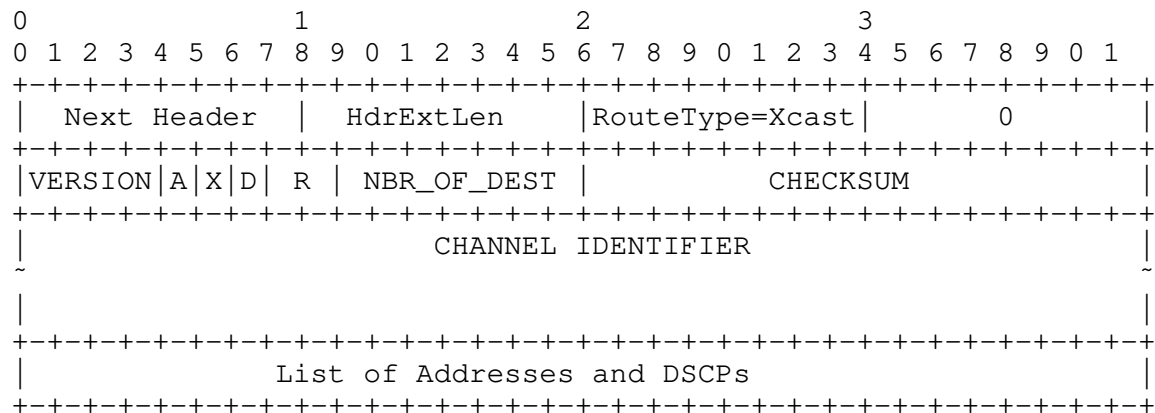 0                   1                   2                   3
 0 1 2 3 4 5 6 7 8 9 0 1 2 3 4 5 6 7 8 9 0 1 2 3 4 5 6 7 8 9 0 1
+-+-+-+-+-+-+-+-+-+-+-+-+-+-+-+-+-+-+-+-+-+-+-+-+-+-+-+-+-+-+-+-+
|  Next Header  |  HdrExtLen    |RouteType=Xcast|       0       |
+-+-+-+-+-+-+-+-+-+-+-+-+-+-+-+-+-+-+-+-+-+-+-+-+-+-+-+-+-+-+-+-+
|VERSION|A|X|D| R | NBR_OF_DEST |          CHECKSUM             |
+-+-+-+-+-+-+-+-+-+-+-+-+-+-+-+-+-+-+-+-+-+-+-+-+-+-+-+-+-+-+-+-+
|                       CHANNEL IDENTIFIER                      |
~                                                               ~
|                                                               |
+-+-+-+-+-+-+-+-+-+-+-+-+-+-+-+-+-+-+-+-+-+-+-+-+-+-+-+-+-+-+-+-+
|              List of Addresses and DSCPs                      |
+-+-+-+-+-+-+-+-+-+-+-+-+-+-+-+-+-+-+-+-+-+-+-+-+-+-+-+-+-+-+-+-+